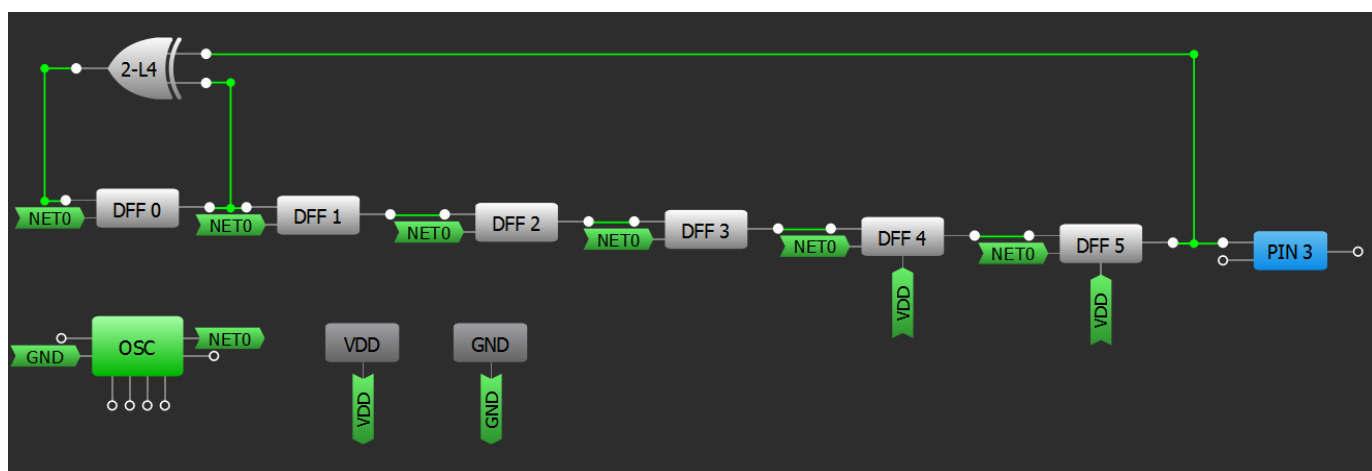 2-L4
NET0
DFF 0
NET0
DFF 1
NET0
DFF 2
NET0
DFF 3
NET0
DFF 4
NET0
DFF 5
PIN 3
VDD
VDD
GND
OSC
NET0
VDD
GND
VDD
GND